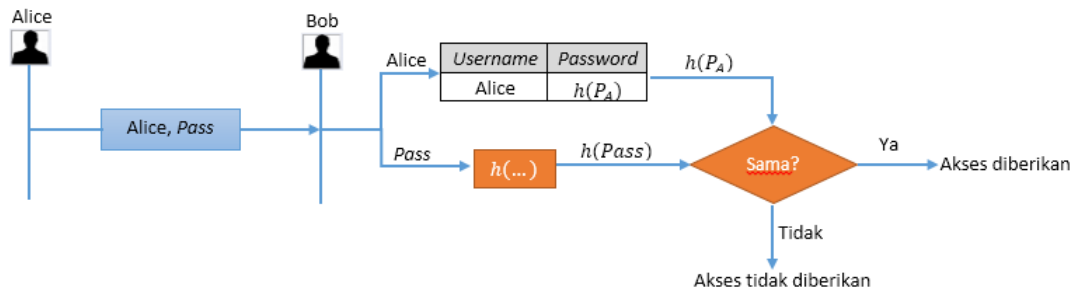 Alice
Bob
Alice, Pass
Alice
Username Password
Alice h(P_A)
h(P_A)
Pass
h(...)
h(Pass)
Sama?
Ya
Akses diberikan
Tidak
Akses tidak diberikan